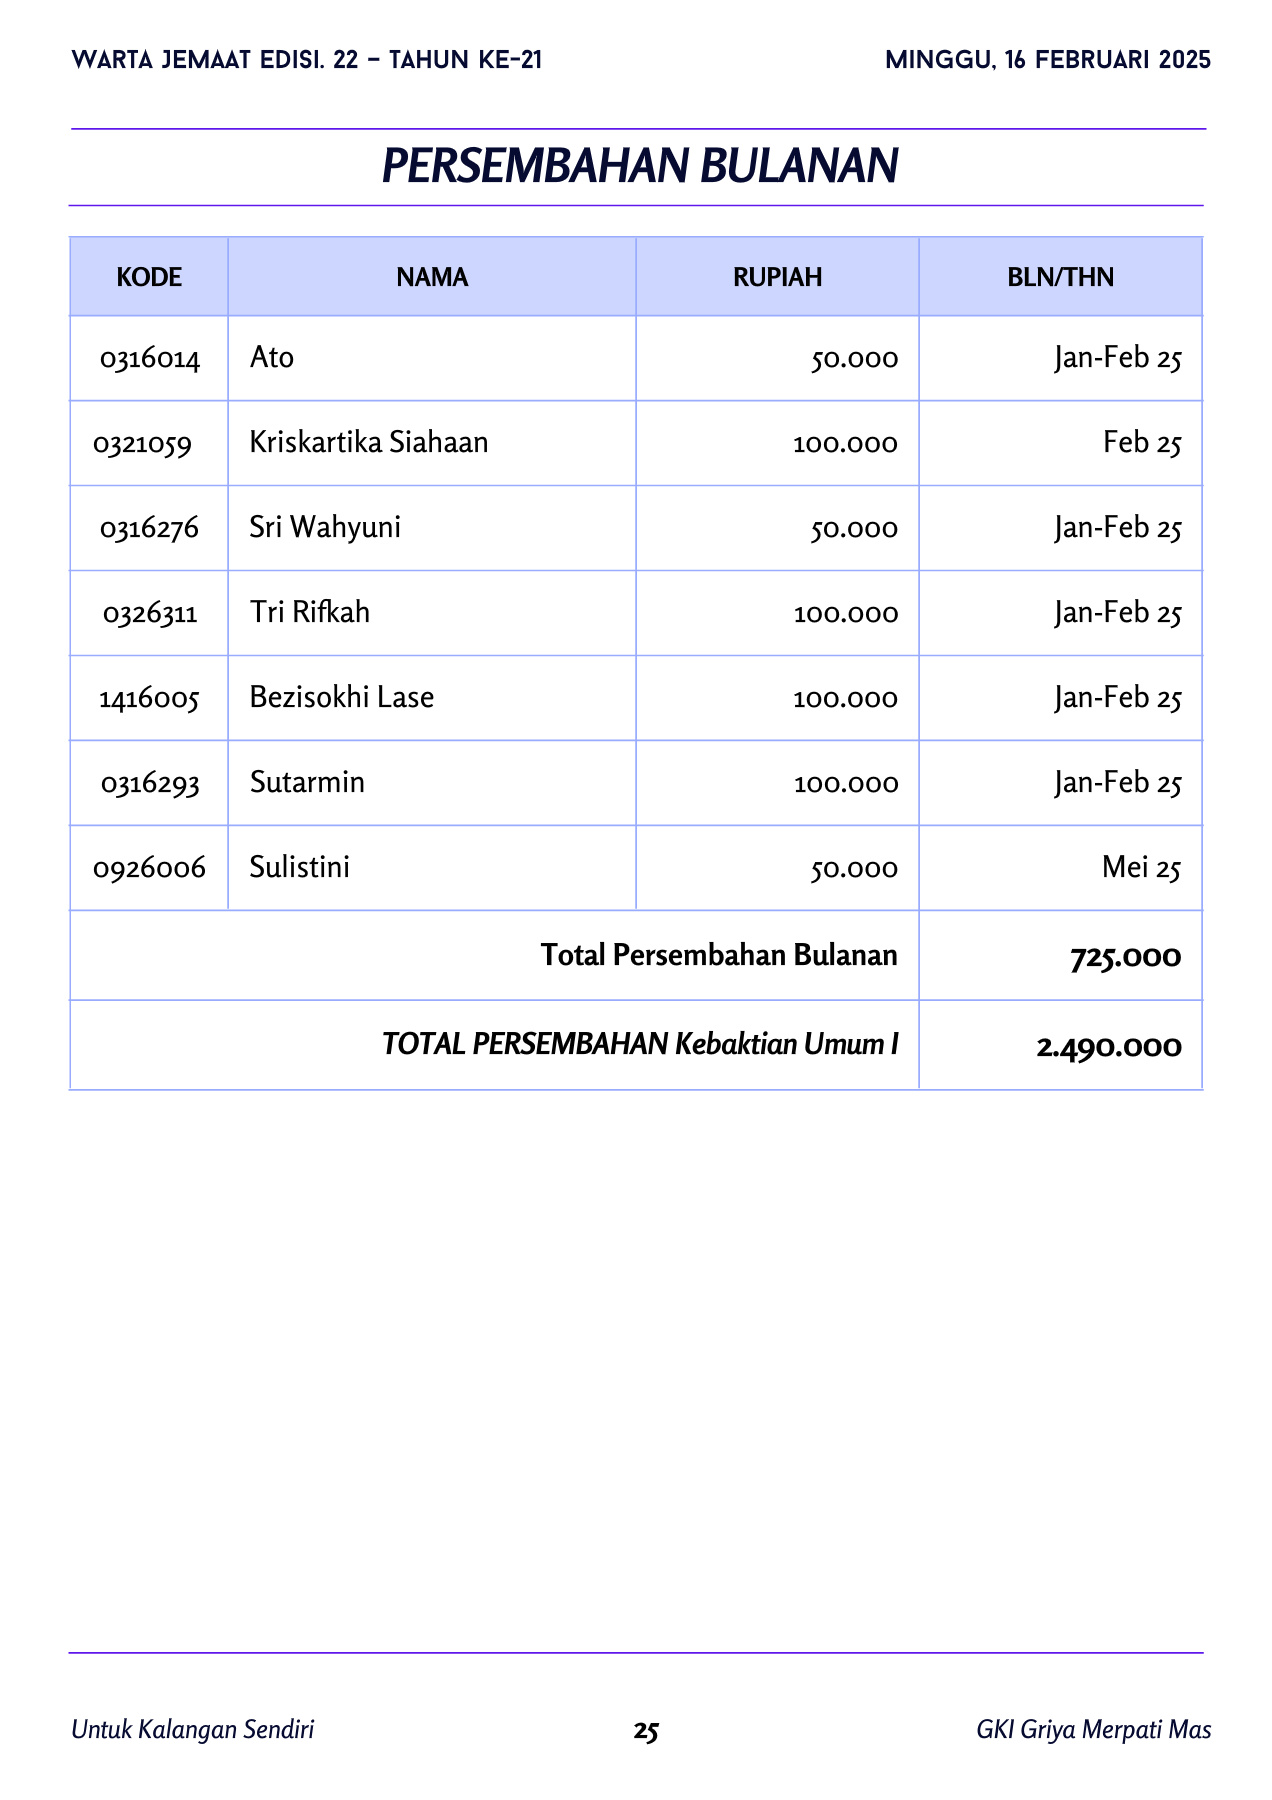 WARTA JEMAAT EDISI. 22 – TAHUN KE-21 MINGGU, 16 FEBRUARI 2025
PERSEMBAHAN BULANAN
KODE NAMA RUPIAH BLN/THN
0316014 Ato 50.000 Jan-Feb 25
0321059 Kriskartika Siahaan 100.000 Feb 25
0316276 Sri Wahyuni 50.000 Jan-Feb 25
0326311 Tri Rifkah 100.000 Jan-Feb 25
1416005 Bezisokhi Lase 100.000 Jan-Feb 25
0316293 Sutarmin 100.000 Jan-Feb 25
0926006 Sulistini 50.000 Mei 25
Total Persembahan Bulanan 725.000
TOTAL PERSEMBAHAN Kebaktian Umum I 2.490.000
Untuk Kalangan Sendiri 25 GKI Griya Merpati Mas